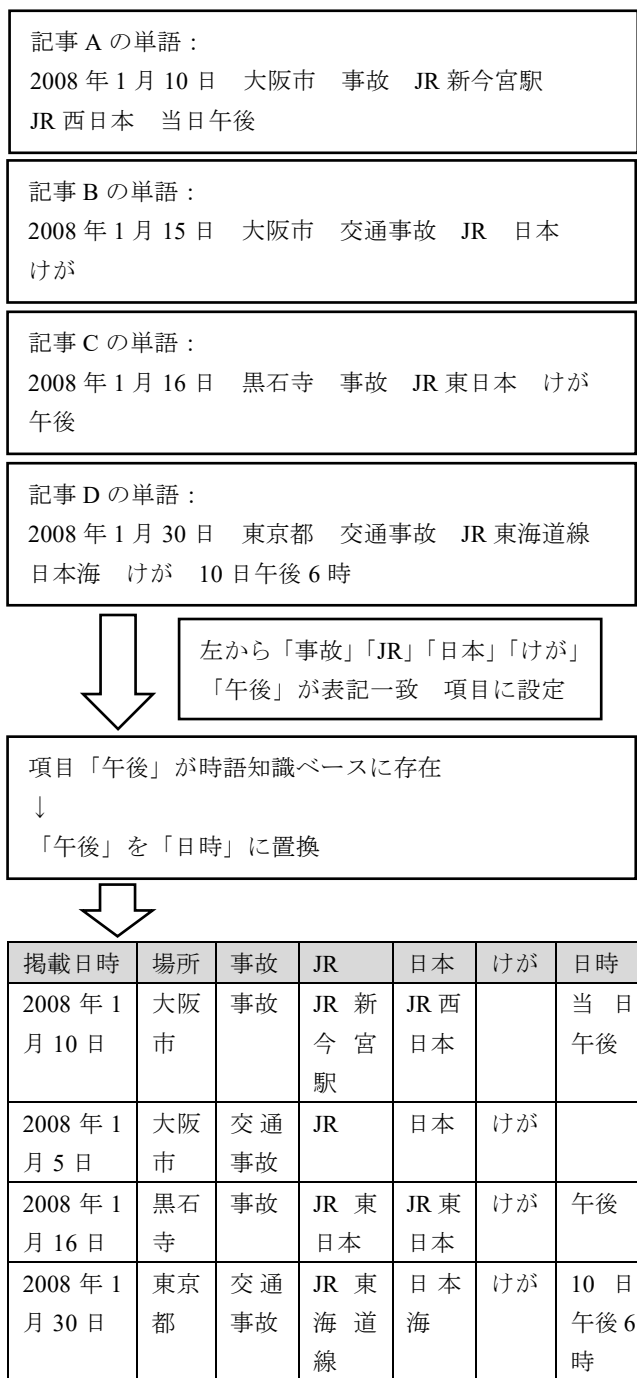 記事 A の単語：
2008 年 1 月 10 日　大阪市　事故　JR 新今宮駅
JR 西日本　当日午後
記事 B の単語：
2008 年 1 月 15 日　大阪市　交通事故　JR　日本
けが
記事 C の単語：
2008 年 1 月 16 日　黒石寺　事故　JR 東日本　けが
午後
記事 D の単語：
2008 年 1 月 30 日　東京都　交通事故　JR 東海道線
日本海　けが　10 日午後 6 時
左から「事故」「JR」「日本」「けが」
「午後」が表記一致　項目に設定
項目「午後」が時語知識ベースに存在
↓
「午後」を「日時」に置換
掲載日時　場所　事故　JR　日本　けが　日時
2008 年 1　大阪　事故　JR 新　JR 西　当 日
月 10 日　市　今 宮　日本　午後
駅
2008 年 1　大阪　交 通　JR　日本　けが
月 5 日　市　事故
2008 年 1　黒石　事故　JR 東　JR 東　けが　午後
月 16 日　寺　日本　日本
2008 年 1　東京　交 通　JR 東　日 本　けが　10 日
月 30 日　都　事故　海 道　海　午後 6
線　時